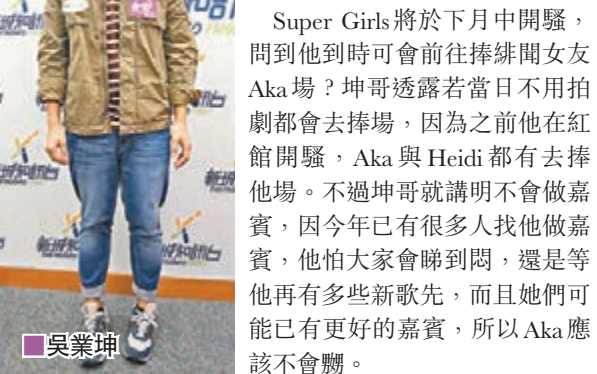 Super Girls將於下月中開騷，
問到他到時可會前往捧緋聞女友
Aka場？坤哥透露若當日不用拍
劇都會去捧場，因為之前他在紅
館開騷，Aka與Heidi都有去捧
他場。不過坤哥就講明不會做嘉
賓，因今年已有很多人找他做嘉
賓，他怕大家會睇到悶，還是等
他再有多些新歌先，而且她們可
能已有更好的嘉賓，所以Aka應
該不會嬲。
■吳業坤